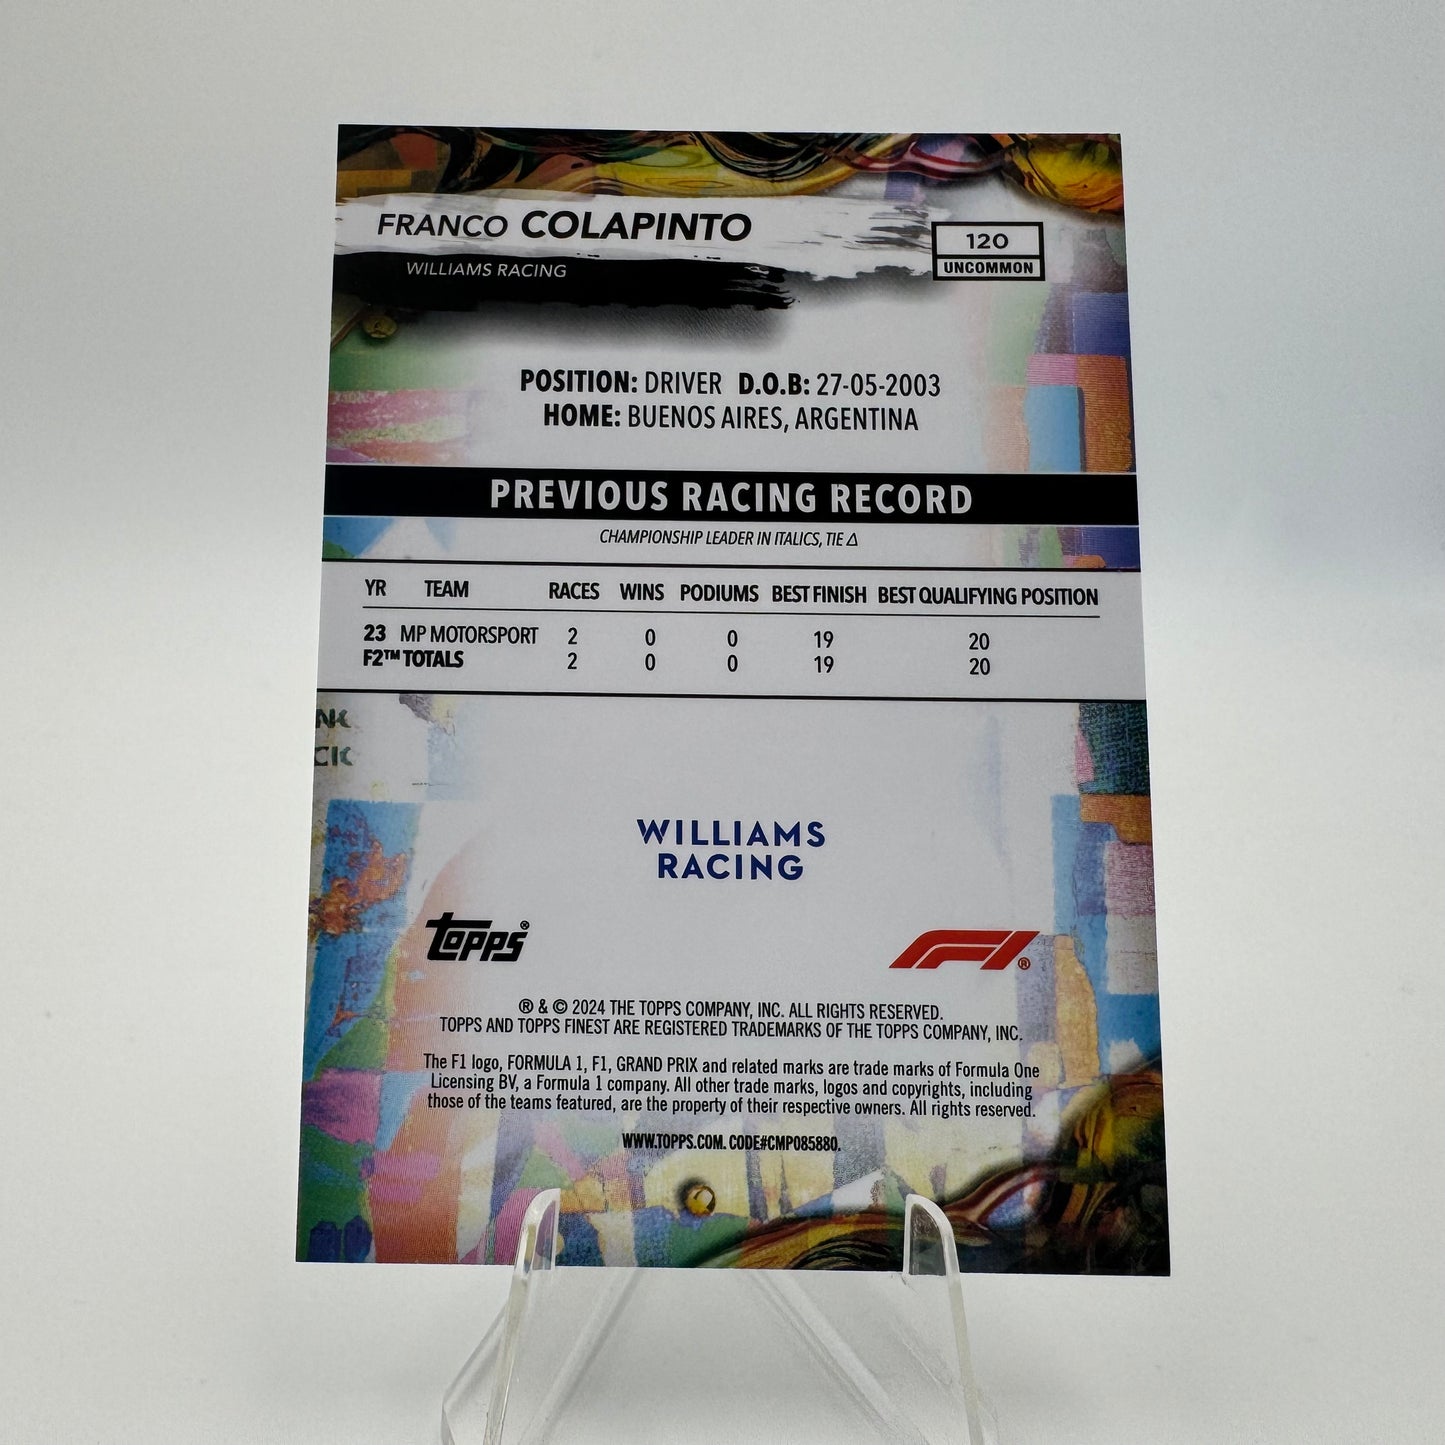 FRANCO COLAPINTO
120
WILLIAMS RACING
UNCOMMON
POSITION: DRIVER D.O.B: 27-05-2003
HOME: BUENOS AIRES, ARGENTINA
PREVIOUS RACING RECORD
CHAMPIONSHIP LEADER IN ITALICS, TIE Δ
YR TEAM RACES WINS PODIUMS BEST FINISH BEST QUALIFYING POSITION
23 MP MOTORSPORT 2 0 0 19 20
F2™ TOTALS 2 0 0 19 20
NK
CK
WILLIAMS
RACING
topps®
F1®
® & © 2024 THE TOPPS COMPANY, INC. ALL RIGHTS RESERVED.
TOPPS AND TOPPS FINEST ARE REGISTERED TRADEMARKS OF THE TOPPS COMPANY, INC.
The F1 logo, FORMULA 1, F1, GRAND PRIX and related marks are trade marks of Formula One
Licensing BV, a Formula 1 company. All other trade marks, logos and copyrights, including
those of the teams featured, are the property of their respective owners. All rights reserved.
WWW.TOPPS.COM. CODE#CMP085880.